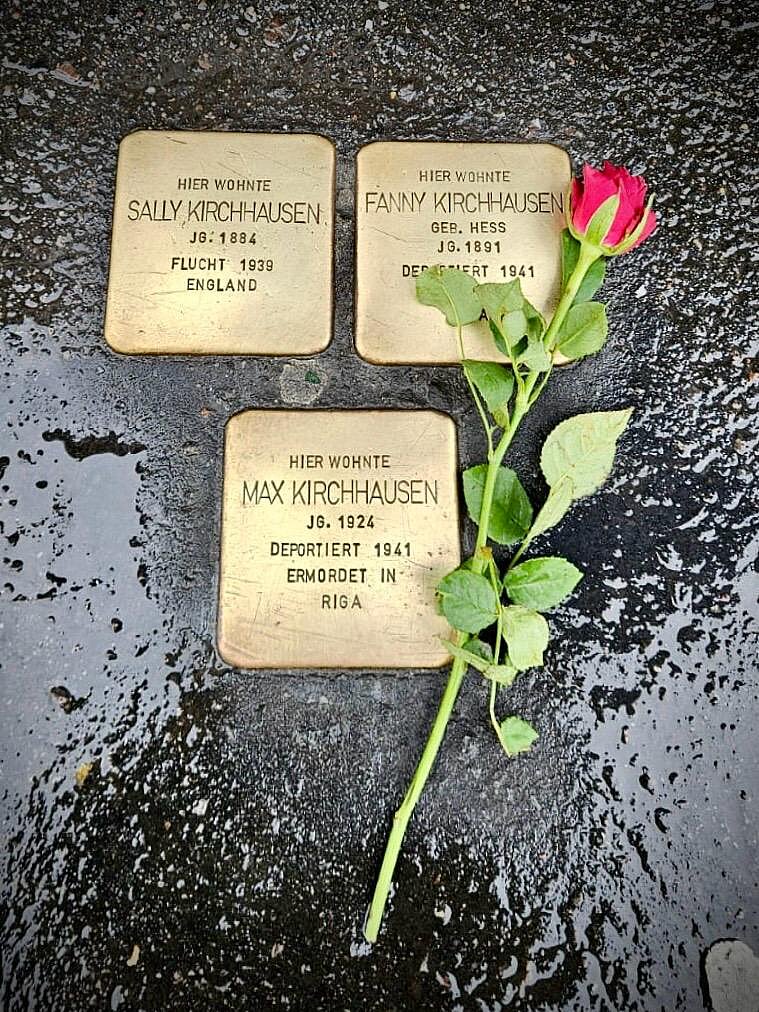 HIER WOHNTE
SALLY KIRCHHAUSEN
JG. 1884
FLUCHT 1939
ENGLAND
HIER WOHNTE
FANNY KIRCHHAUSEN
GEB. HESS
JG. 1891
DEPORTIERT 1941
HIER WOHNTE
MAX KIRCHHAUSEN
JG. 1924
DEPORTIERT 1941
ERMORDET IN
RIGA